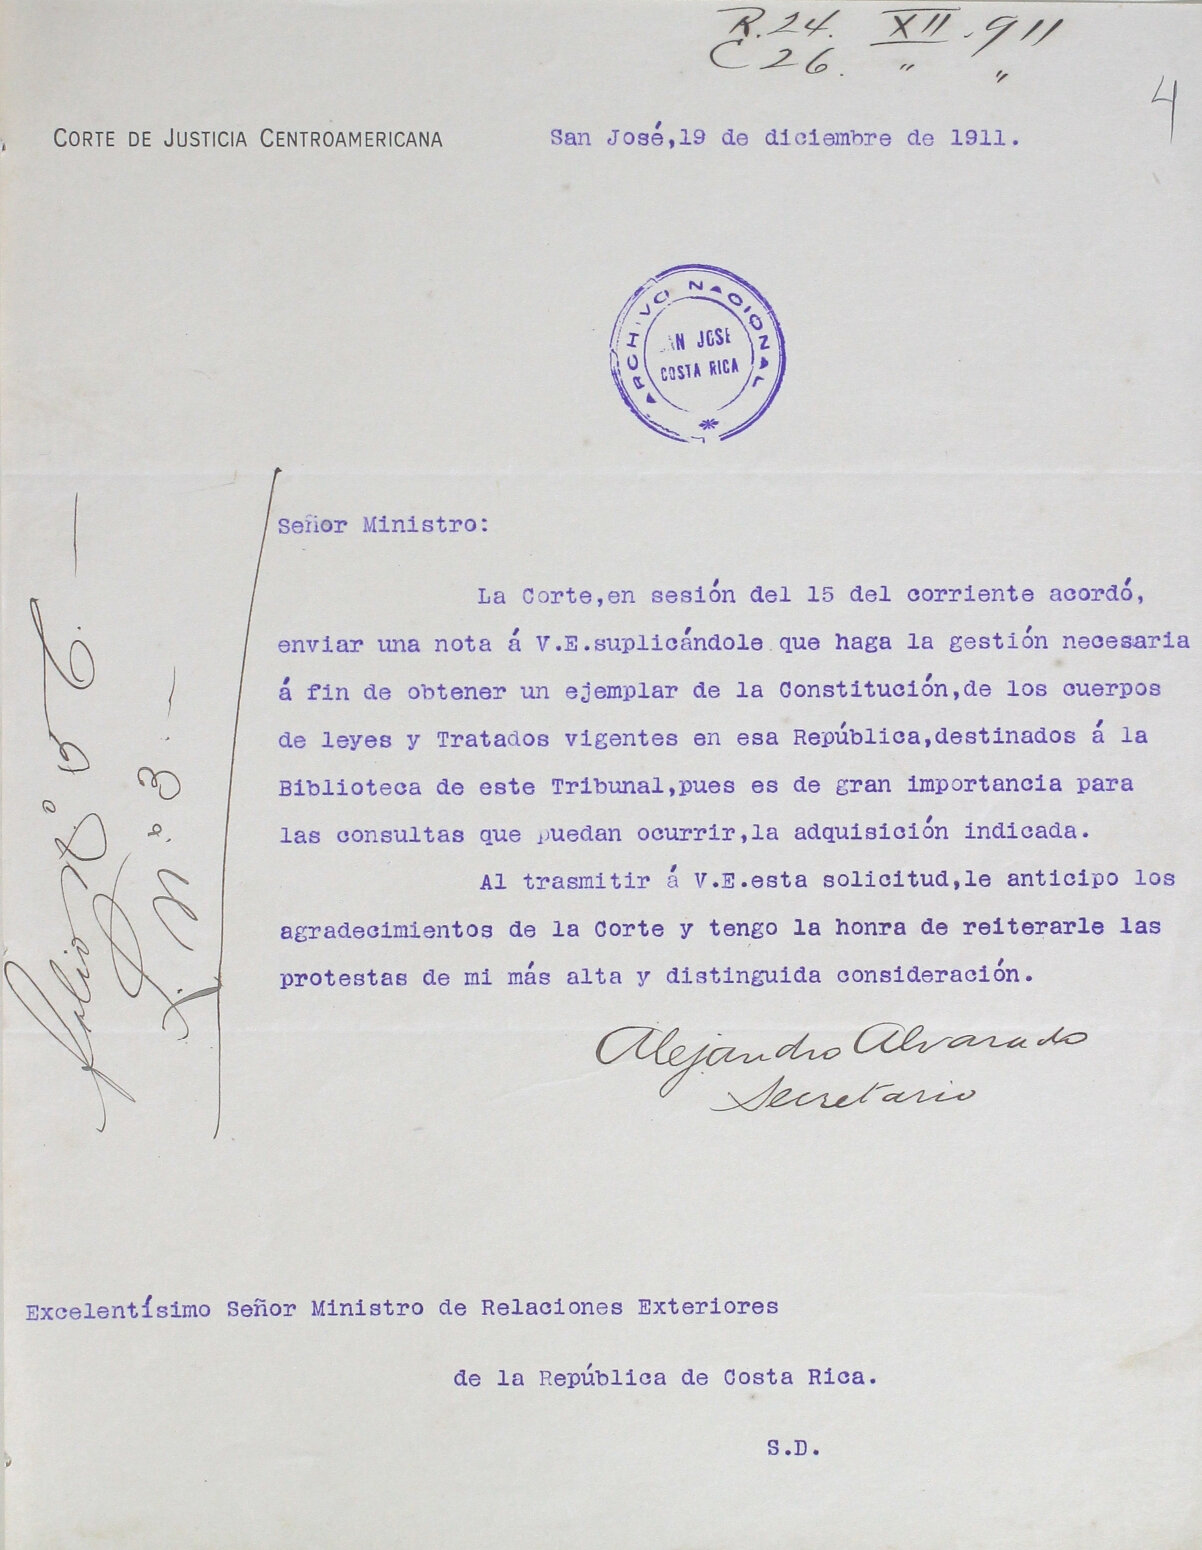 R. 24. XII. 911
C 26. " "
4
CORTE DE JUSTICIA CENTROAMERICANA
San José,19 de diciembre de 1911.
ARCHIVO NACIONAL
SAN JOSE
COSTA RICA
Señor Ministro:
La Corte,en sesión del 15 del corriente acordó,
enviar una nota á V.E.suplicándole que haga la gestión necesaria
á fin de obtener un ejemplar de la Constitución,de los cuerpos
de leyes y Tratados vigentes en esa República,destinados á la
Biblioteca de este Tribunal,pues es de gran importancia para
las consultas que puedan ocurrir,la adquisición indicada.
Al trasmitir á V.E.esta solicitud,le anticipo los
agradecimientos de la Corte y tengo la honra de reiterarle las
protestas de mi más alta y distinguida consideración.
Alejandro Alvarado
Secretario
folio Nº
L. Nº 3.
Excelentísimo Señor Ministro de Relaciones Exteriores
de la República de Costa Rica.
S.D.